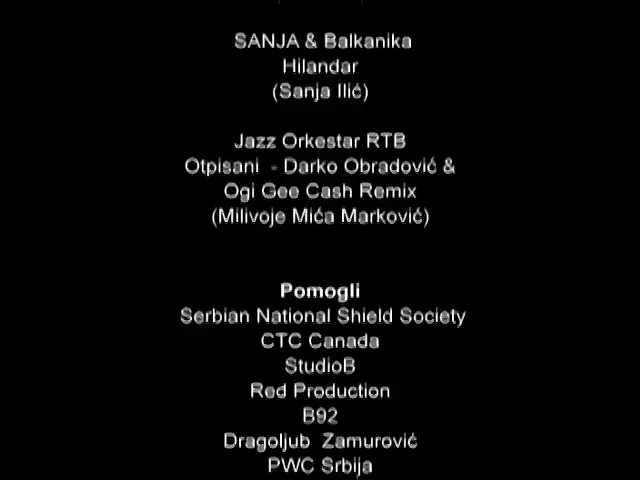 SANJA & Balkanika
Hilandar
(Sanja Ilić)
Jazz Orkestar RTB
Otpisani - Darko Obradović &
Ogi Gee Cash Remix
(Milivoje Mića Marković)
Pomogli
Serbian National Shield Society
CTC Canada
StudioB
Red Production
B92
Dragoljub Zamurović
PWC Srbija